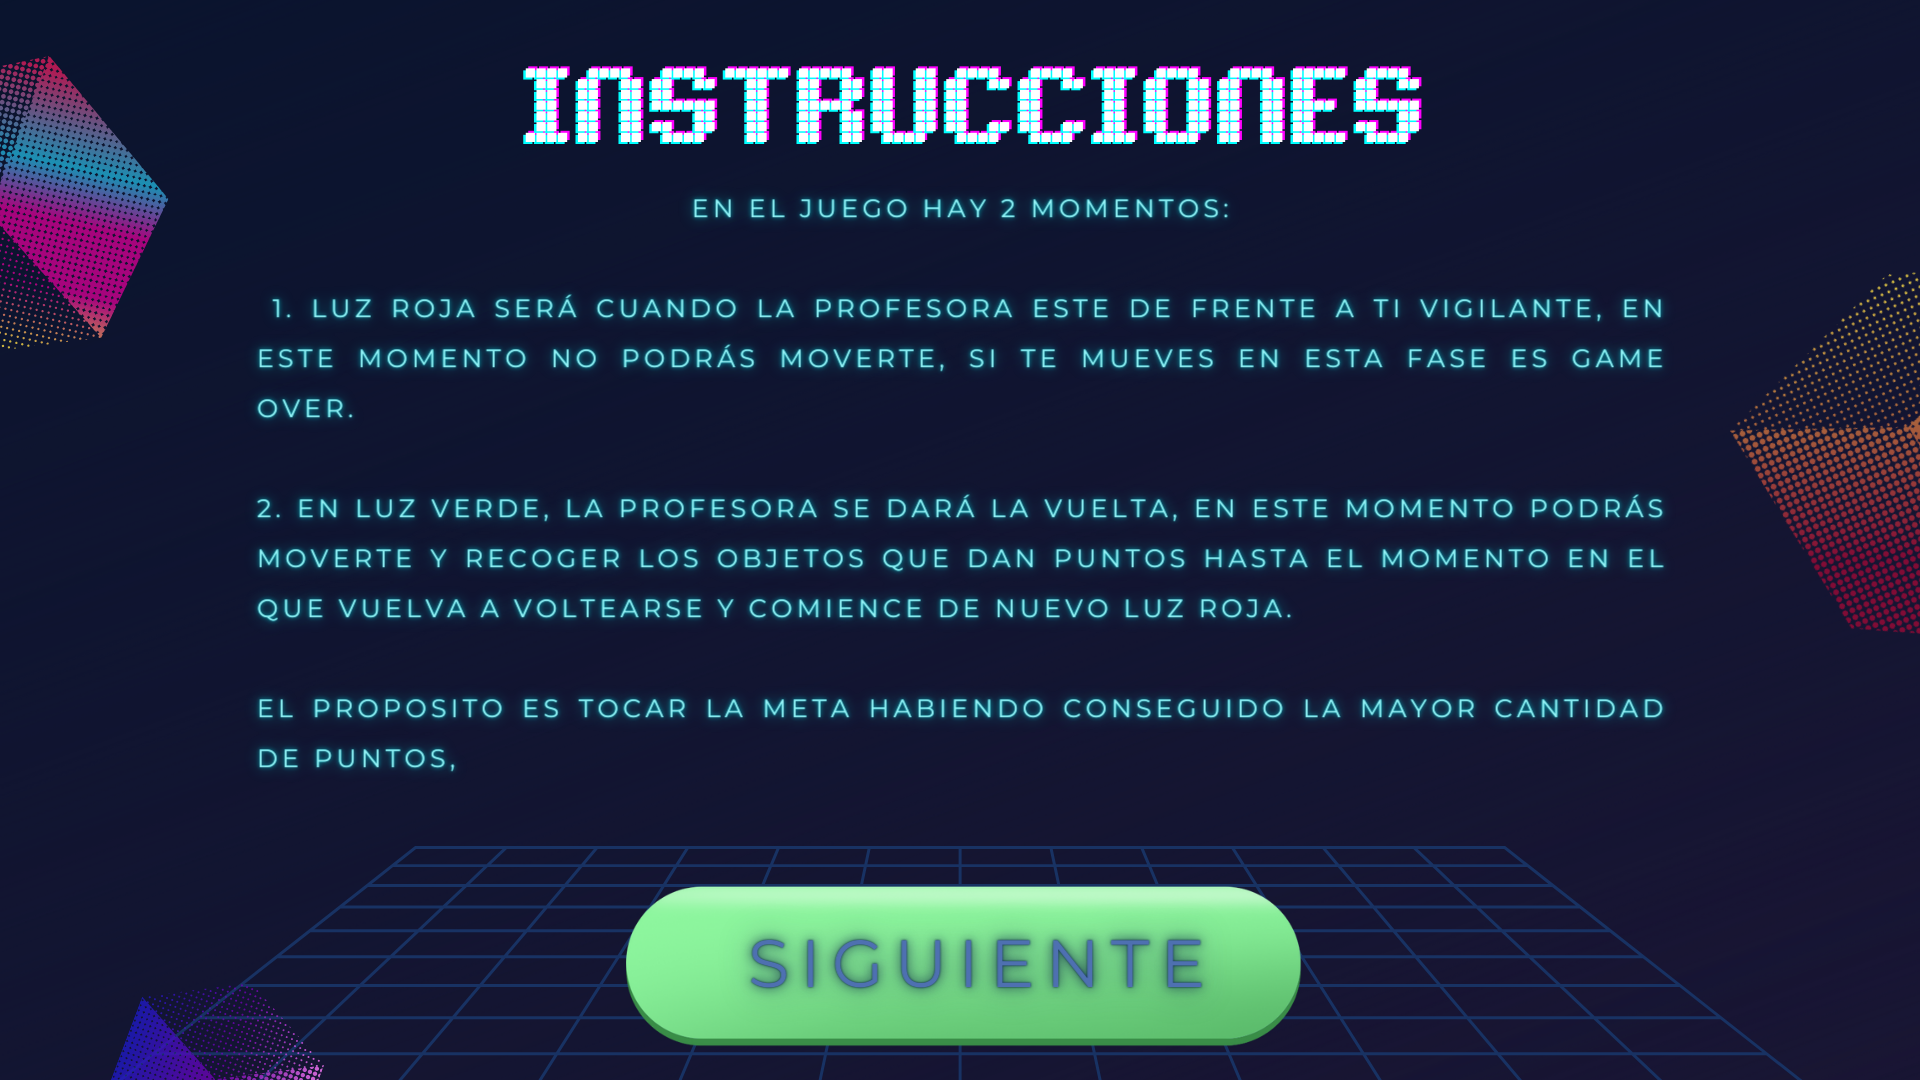 INSTRUCCIONES
EN EL JUEGO HAY 2 MOMENTOS:
1. LUZ ROJA SERÁ CUANDO LA PROFESORA ESTE DE FRENTE A TI VIGILANTE, EN
ESTE MOMENTO NO PODRÁS MOVERTE, SI TE MUEVES EN ESTA FASE ES GAME
OVER.
2. EN LUZ VERDE, LA PROFESORA SE DARÁ LA VUELTA, EN ESTE MOMENTO PODRÁS
MOVERTE Y RECOGER LOS OBJETOS QUE DAN PUNTOS HASTA EL MOMENTO EN EL
QUE VUELVA A VOLTEARSE Y COMIENCE DE NUEVO LUZ ROJA.
EL PROPOSITO ES TOCAR LA META HABIENDO CONSEGUIDO LA MAYOR CANTIDAD
DE PUNTOS,
SIGUIENTE